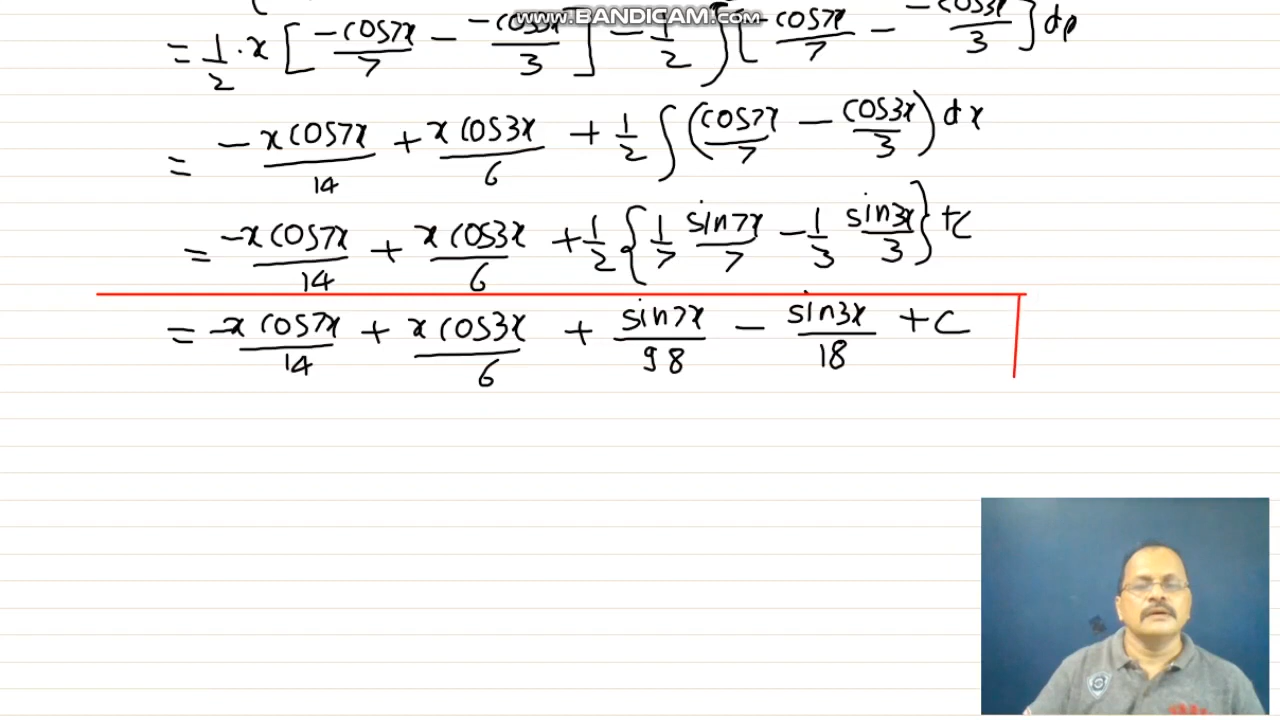 www.BANDICAM.com
= 1/2 · x [ -cos7x/7 - -cos3x/3 ] - 1/2 ∫ [ -cos7x/7 - -cos3x/3 ] dx
= -x cos7x/14 + x cos3x/6 + 1/2 ∫ (cos7x/7 - cos3x/3) dx
= -x cos7x/14 + x cos3x/6 + 1/2 { 1/7 sin7x/7 - 1/3 sin3x/3 } + C
= -x cos7x/14 + x cos3x/6 + sin7x/98 - sin3x/18 + C